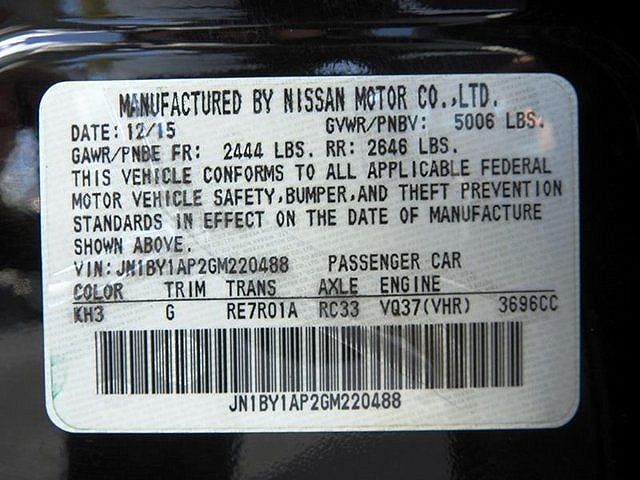 MANUFACTURED BY NISSAN MOTOR CO.,LTD.
DATE: 12/15 GVWR/PNBV: 5006 LBS.
GAWR/PNBE FR: 2444 LBS. RR: 2646 LBS.
THIS VEHICLE CONFORMS TO ALL APPLICABLE FEDERAL
MOTOR VEHICLE SAFETY,BUMPER,AND THEFT PREVENTION
STANDARDS IN EFFECT ON THE DATE OF MANUFACTURE
SHOWN ABOVE.
VIN: JN1BY1AP2GM220488 PASSENGER CAR
COLOR TRIM TRANS AXLE ENGINE
KH3 G RE7R01A RC33 VQ37(VHR) 3696CC
JN1BY1AP2GM220488